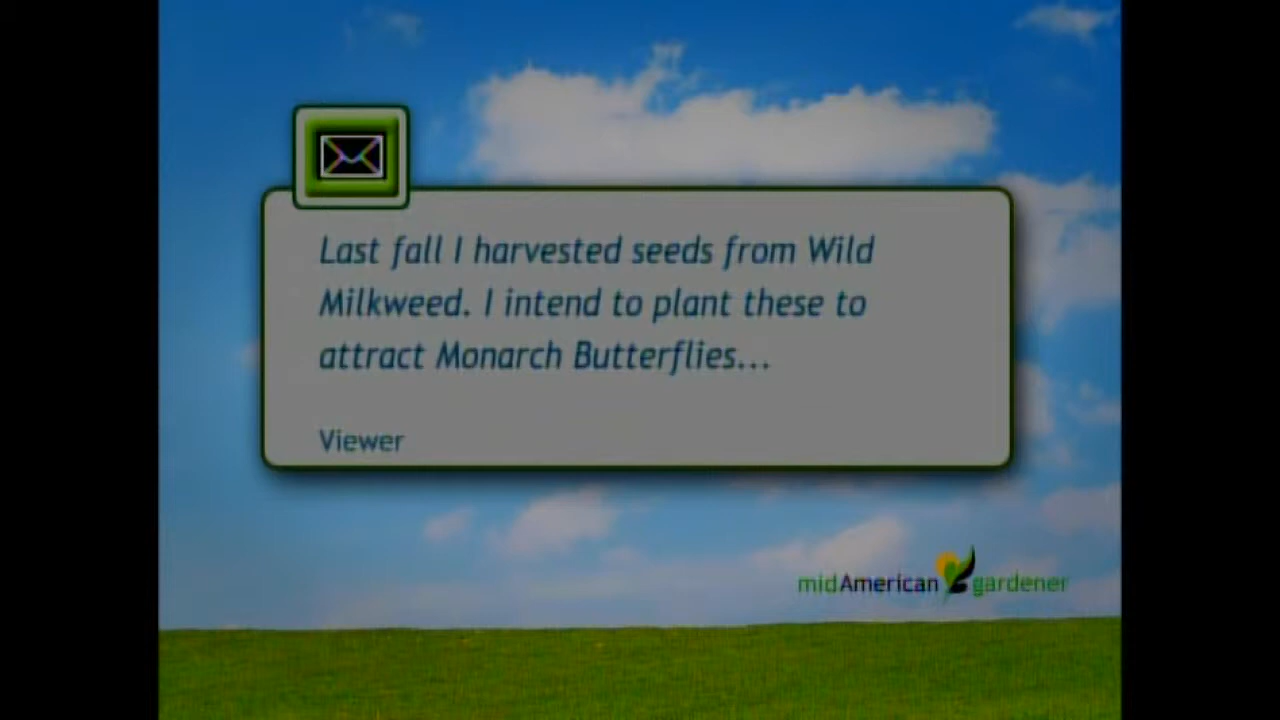 Last fall I harvested seeds from Wild
Milkweed. I intend to plant these to
attract Monarch Butterflies...
Viewer
midAmerican gardener